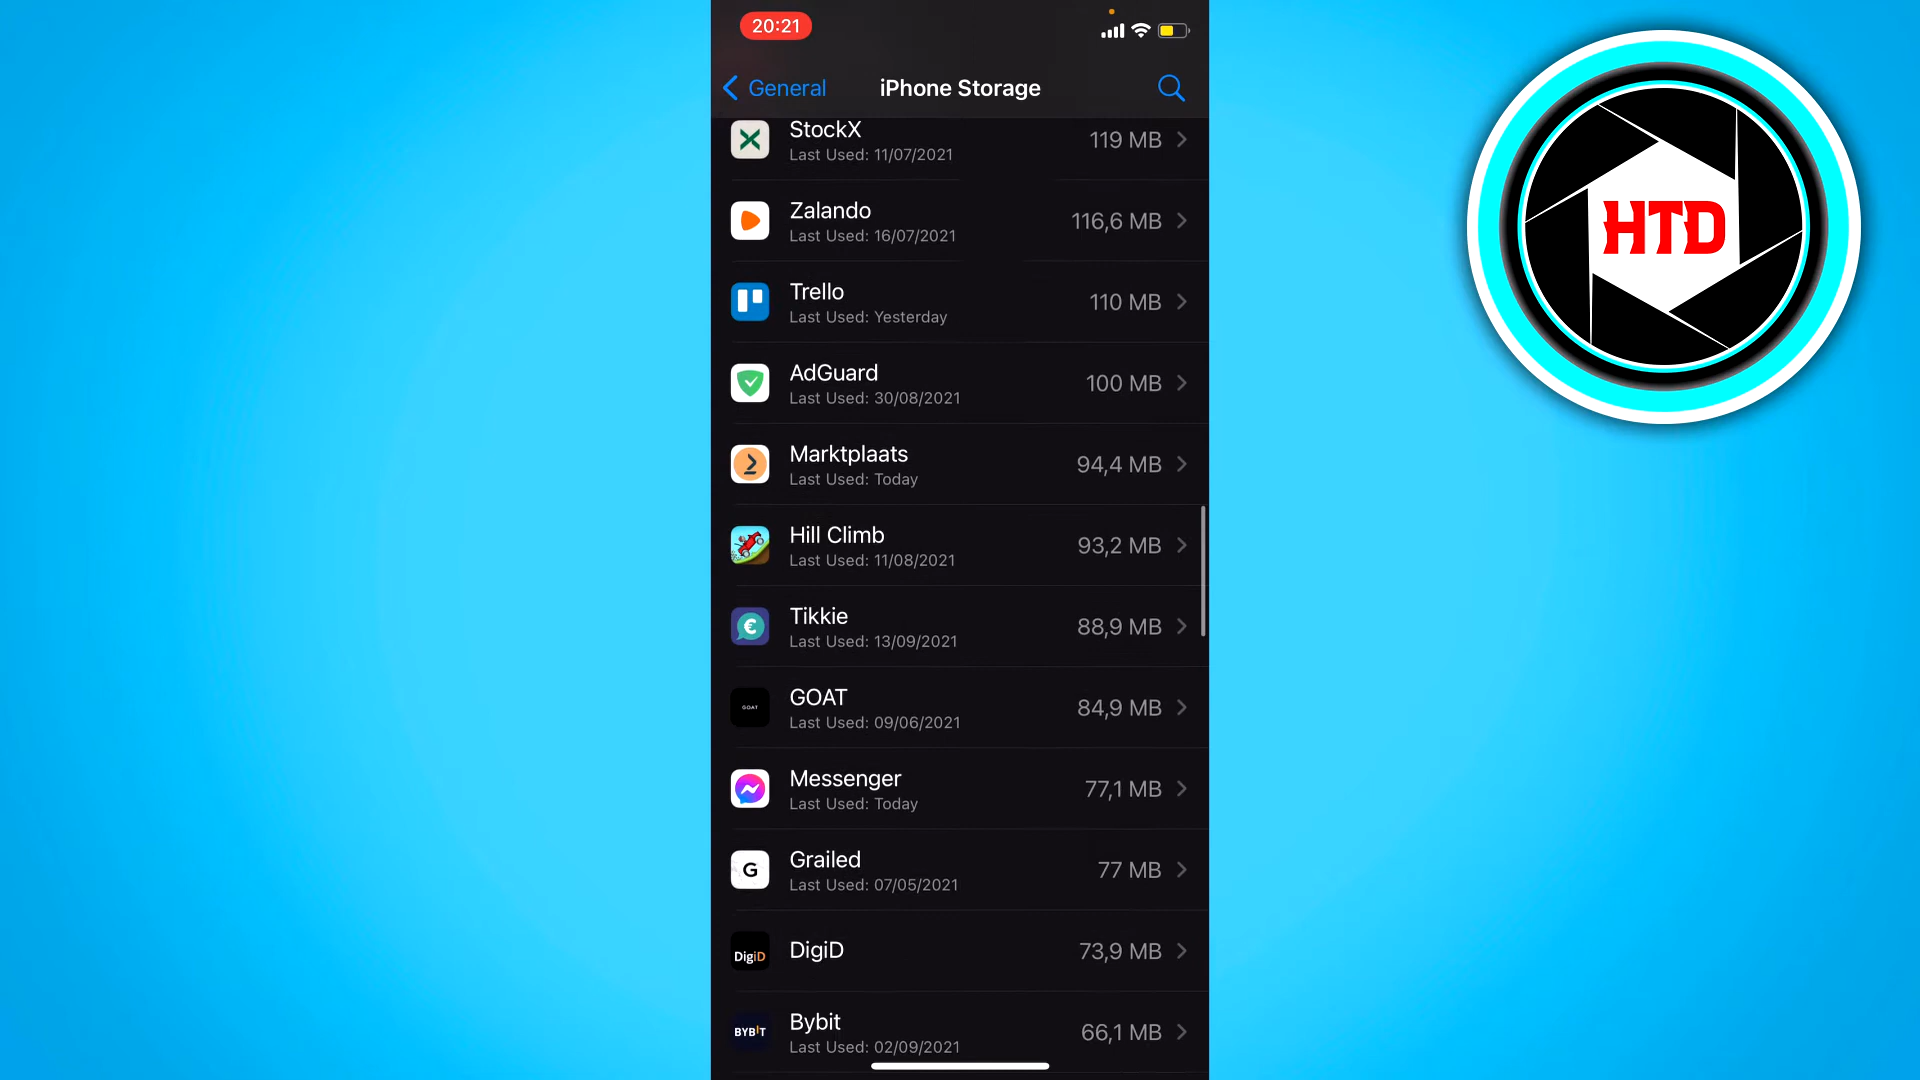 20:21
General
iPhone Storage
StockX
119 MB
Last Used: 11/07/2021
Zalando
116,6 MB
Last Used: 16/07/2021
Trello
110 MB
Last Used: Yesterday
AdGuard
100 MB
Last Used: 30/08/2021
Marktplaats
94,4 MB
Last Used: Today
Hill Climb
93,2 MB
Last Used: 11/08/2021
Tikkie
88,9 MB
Last Used: 13/09/2021
GOAT
GOAT
84,9 MB
Last Used: 09/06/2021
Messenger
77,1 MB
Last Used: Today
G
Grailed
77 MB
Last Used: 07/05/2021
DigiD
DigiD
73,9 MB
BYBIT
Bybit
66,1 MB
Last Used: 02/09/2021
HTD